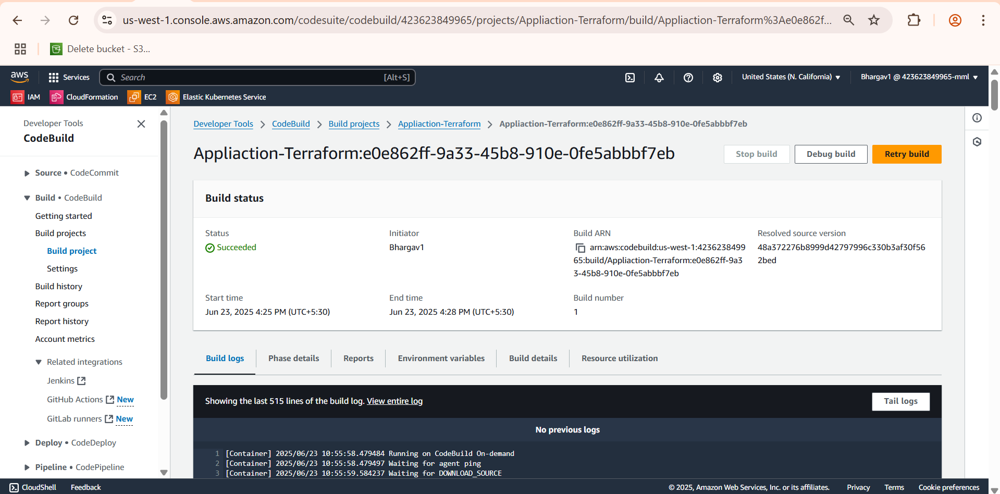 us-west-1.console.aws.amazon.com/codesuite/codebuild/423623849965/projects/Appliaction-Terraform/build/Appliaction-Terraform%3Ae0e862f...
Delete bucket - S3...
aws
Services
Search
[Alt+S]
United States (N. California)
Bhargav1 @ 423623849965-mml
IAM
CloudFormation
EC2
Elastic Kubernetes Service
Developer Tools
CodeBuild
Source • CodeCommit
Build • CodeBuild
Getting started
Build projects
Build project
Settings
Build history
Report groups
Report history
Account metrics
Related integrations
Jenkins
GitHub Actions New
GitLab runners New
Deploy • CodeDeploy
Pipeline • CodePipeline
Developer Tools
CodeBuild
Build projects
Appliaction-Terraform
Appliaction-Terraform:e0e862ff-9a33-45b8-910e-0fe5abbbf7eb
Appliaction-Terraform:e0e862ff-9a33-45b8-910e-0fe5abbbf7eb
Stop build
Debug build
Retry build
Build status
Status
Succeeded
Initiator
Bhargav1
Build ARN
arn:aws:codebuild:us-west-1:4236238499
65:build/Appliaction-Terraform:e0e862ff-9a3
3-45b8-910e-0fe5abbbf7eb
Resolved source version
48a372276b8999d42797996c330b3af30f56
2bed
Start time
Jun 23, 2025 4:25 PM (UTC+5:30)
End time
Jun 23, 2025 4:28 PM (UTC+5:30)
Build number
1
Build logs
Phase details
Reports
Environment variables
Build details
Resource utilization
Showing the last 515 lines of the build log. View entire log
Tail logs
No previous logs
1 [Container] 2025/06/23 10:55:58.479484 Running on CodeBuild On-demand
2 [Container] 2025/06/23 10:55:58.479497 Waiting for agent ping
3 [Container] 2025/06/23 10:55:59.584237 Waiting for DOWNLOAD_SOURCE
CloudShell
Feedback
© 2025, Amazon Web Services, Inc. or its affiliates.
Privacy
Terms
Cookie preferences